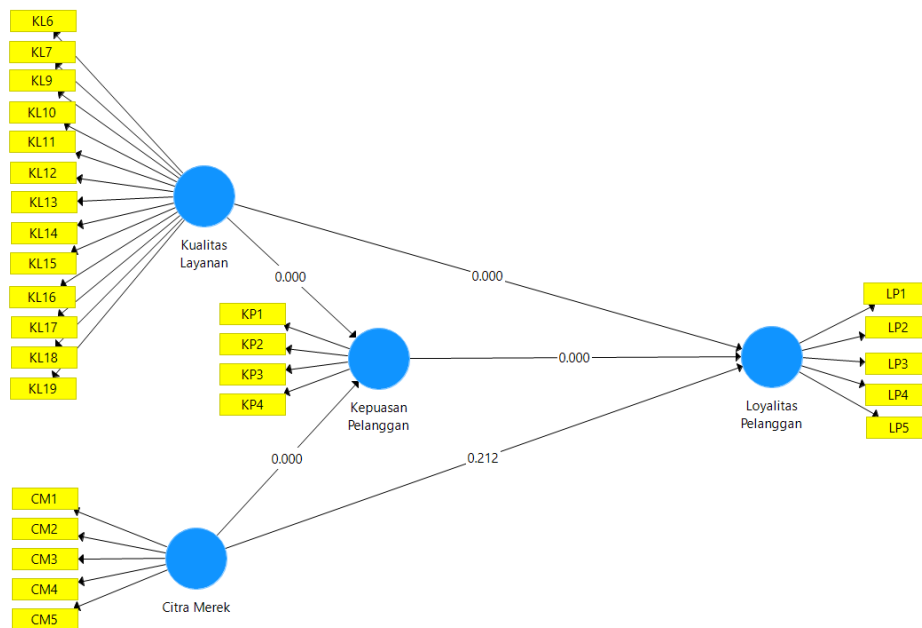 KL6
KL7
KL9
KL10
KL11
KL12
KL13
KL14
KL15
KL16
KL17
KL18
KL19
Kualitas
Layanan
0.000
0.000
KP1
KP2
KP3
KP4
Kepuasan
Pelanggan
0.000
0.000
0.212
LP1
LP2
LP3
LP4
LP5
Loyalitas
Pelanggan
CM1
CM2
CM3
CM4
CM5
Citra Merek